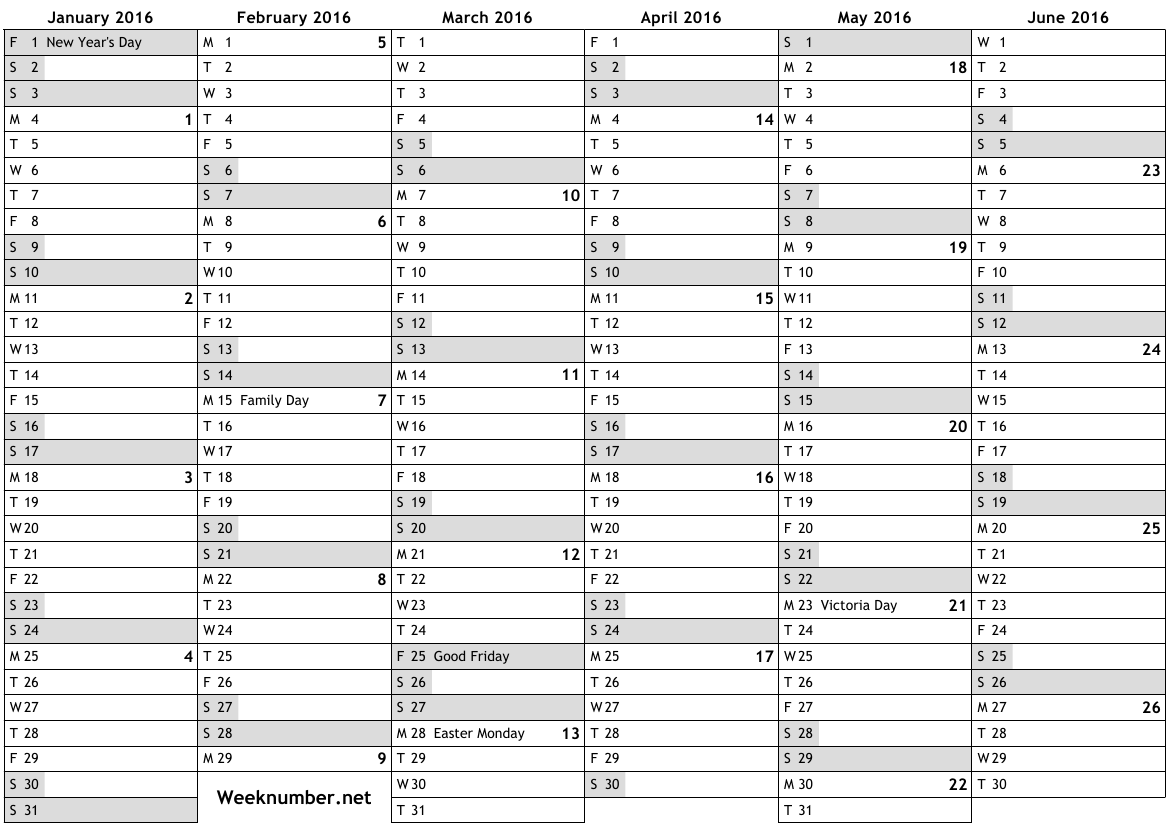 January 2016 February 2016 March 2016 April 2016 May 2016 June 2016
F 1 New Year's Day M 1 5 T 1 F 1 S 1 W 1
S 2 T 2 W 2 S 2 M 2 18 T 2
S 3 W 3 T 3 S 3 T 3 F 3
M 4 1 T 4 F 4 M 4 14 W 4 S 4
T 5 F 5 S 5 T 5 T 5 S 5
W 6 S 6 S 6 W 6 F 6 M 6 23
T 7 S 7 M 7 10 T 7 S 7 T 7
F 8 M 8 6 T 8 F 8 S 8 W 8
S 9 T 9 W 9 S 9 M 9 19 T 9
S 10 W 10 T 10 S 10 T 10 F 10
M 11 2 T 11 F 11 M 11 15 W 11 S 11
T 12 F 12 S 12 T 12 T 12 S 12
W 13 S 13 S 13 W 13 F 13 M 13 24
T 14 S 14 M 14 11 T 14 S 14 T 14
F 15 M 15 Family Day 7 T 15 F 15 S 15 W 15
S 16 T 16 W 16 S 16 M 16 20 T 16
S 17 W 17 T 17 S 17 T 17 F 17
M 18 3 T 18 F 18 M 18 16 W 18 S 18
T 19 F 19 S 19 T 19 T 19 S 19
W 20 S 20 S 20 W 20 F 20 M 20 25
T 21 S 21 M 21 12 T 21 S 21 T 21
F 22 M 22 8 T 22 F 22 S 22 W 22
S 23 T 23 W 23 S 23 M 23 Victoria Day 21 T 23
S 24 W 24 T 24 S 24 T 24 F 24
M 25 4 T 25 F 25 Good Friday M 25 17 W 25 S 25
T 26 F 26 S 26 T 26 T 26 S 26
W 27 S 27 S 27 W 27 F 27 M 27 26
T 28 S 28 M 28 Easter Monday 13 T 28 S 28 T 28
F 29 M 29 9 T 29 F 29 S 29 W 29
S 30 W 30 S 30 M 30 22 T 30
Weeknumber.net
S 31 T 31 T 31